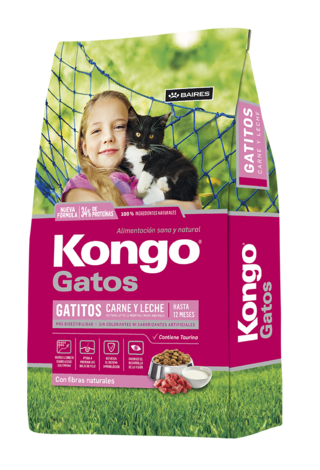 BAIRES
GATITOS
CARNE Y LECHE
NUEVA FÓRMULA
34% DE PROTEÍNAS
100% INGREDIENTES NATURALES
Alimentación sana y natural
Kongo®
Gatos
GATITOS
CARNE Y LECHE
HASTA 12 MESES
MÁS DIGESTIBILIDAD | SIN COLORANTES NI SABORIZANTES ARTIFICIALES
✓ Contiene Taurina
Con fibras naturales
Kongo®
Gatos